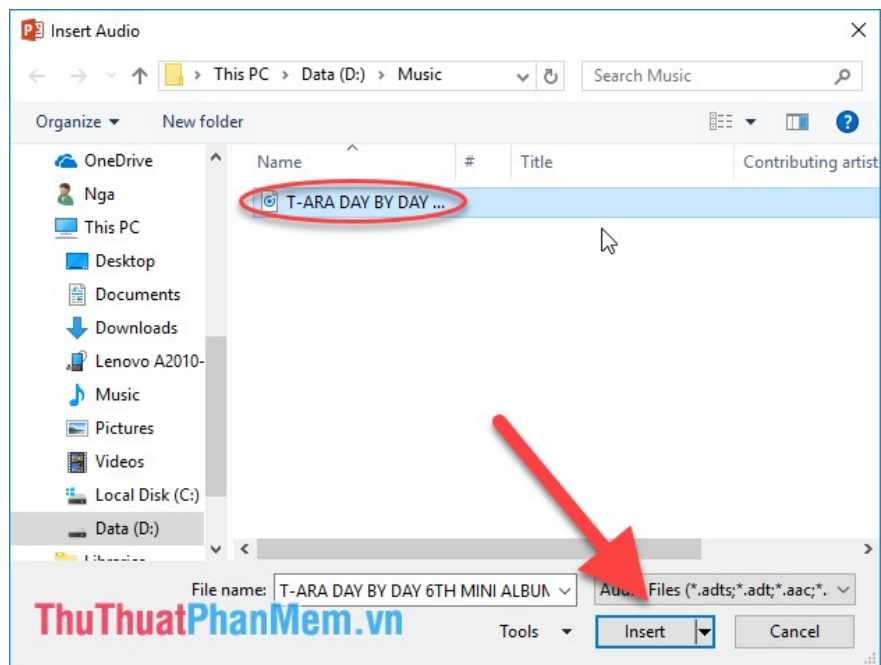 Insert Audio
This PC > Data (D:) > Music
Search Music
Organize
New folder
Name
#
Title
Contributing artist
OneDrive
Nga
This PC
Desktop
Documents
Downloads
Lenovo A2010-
Music
Pictures
Videos
Local Disk (C:)
Data (D:)
T-ARA DAY BY DAY ...
File name: T-ARA DAY BY DAY 6TH MINI ALBUM
Files (*.adts;*.adt;*.aac;*.
ThuThuatPhanMem.vn
Tools
Insert
Cancel